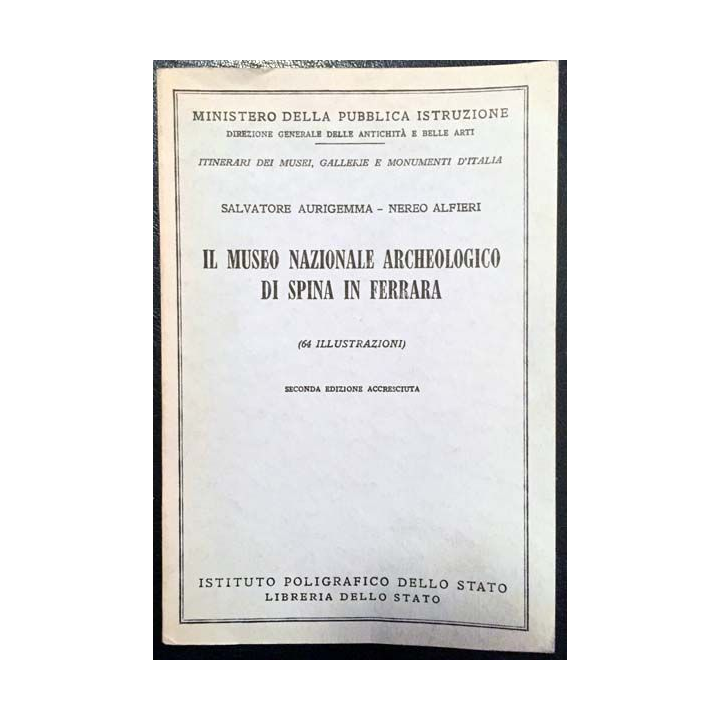 MINISTERO DELLA PUBBLICA ISTRUZIONE
DIREZIONE GENERALE DELLE ANTICHITÀ E BELLE ARTI
ITINERARI DEI MUSEI, GALLERIE E MONUMENTI D'ITALIA
SALVATORE AURIGEMMA - NEREO ALFIERI
IL MUSEO NAZIONALE ARCHEOLOGICO
DI SPINA IN FERRARA
(64 ILLUSTRAZIONI)
SECONDA EDIZIONE ACCRESCIUTA
ISTITUTO POLIGRAFICO DELLO STATO
LIBRERIA DELLO STATO